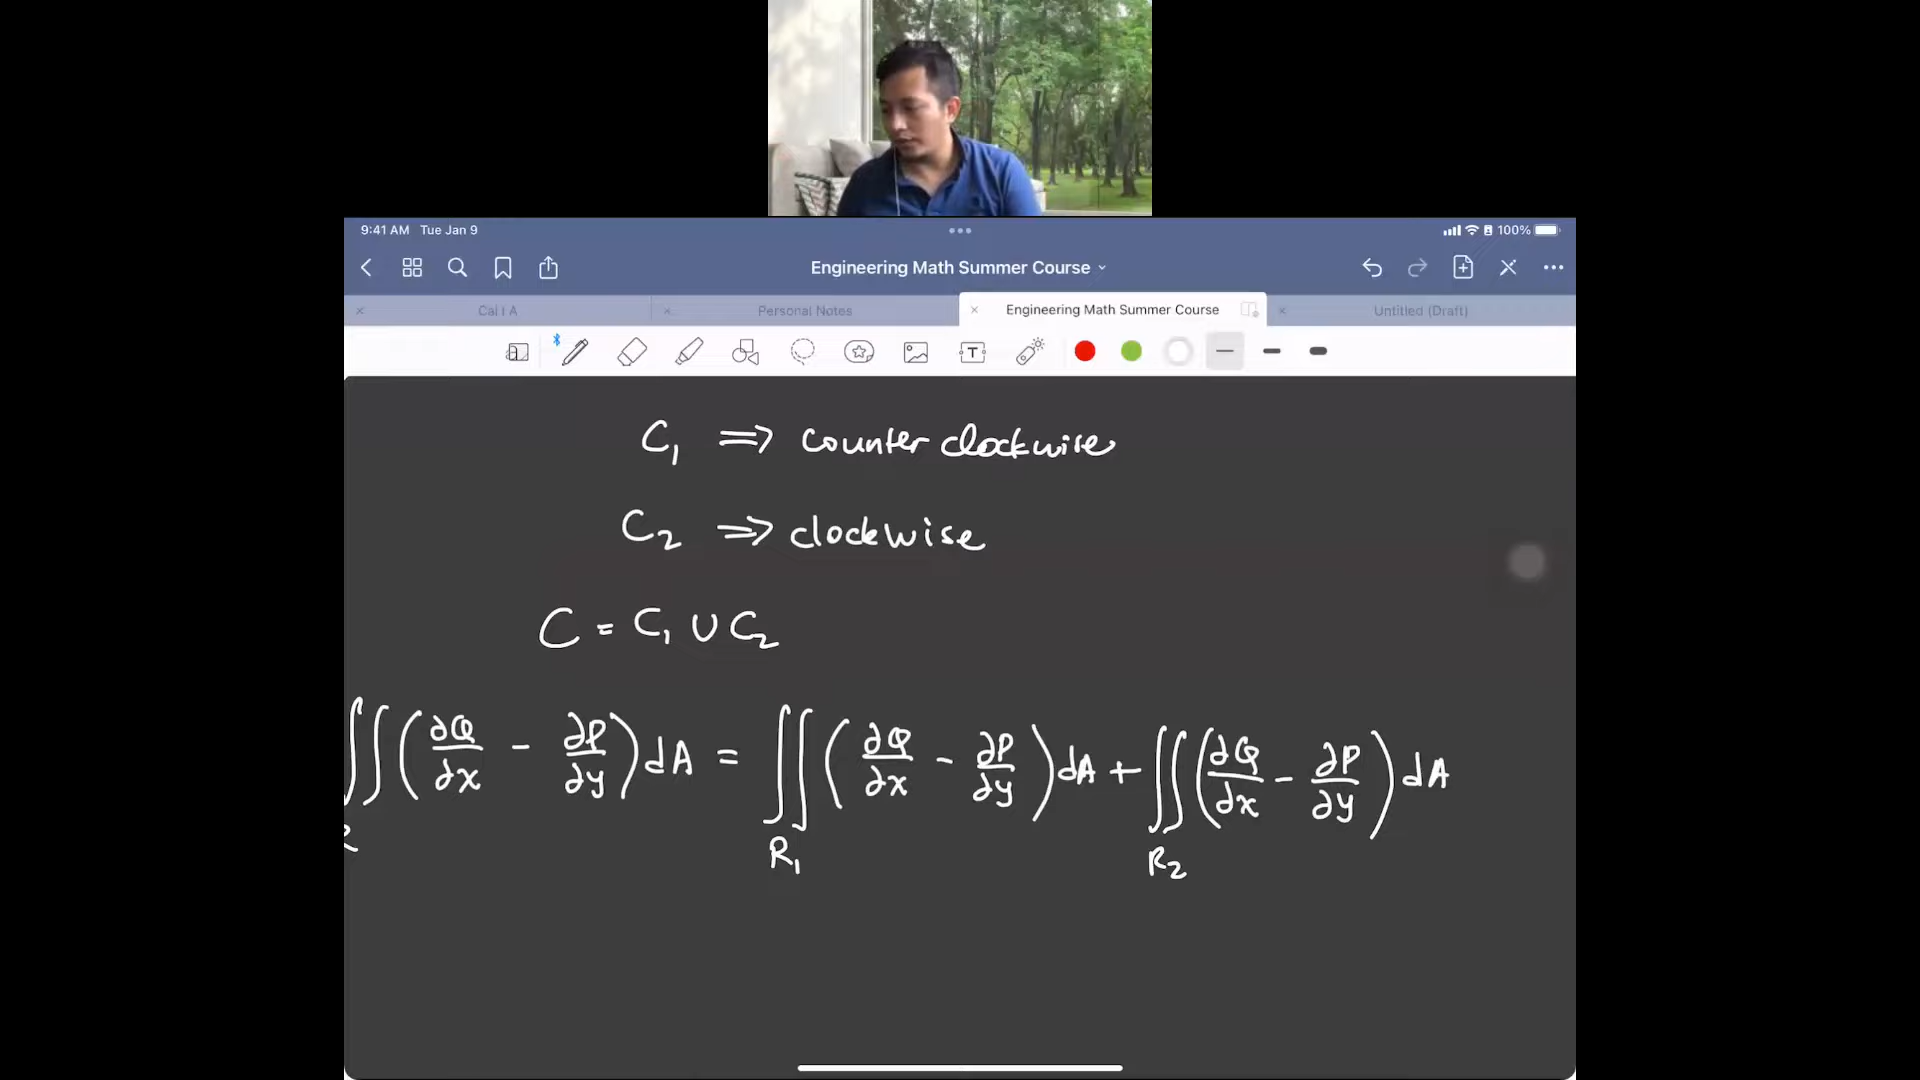 9:41 AM Tue Jan 9
100%
Engineering Math Summer Course
Cal I A
Personal Notes
Engineering Math Summer Course
Untitled (Draft)
C₁ ⇒ counter clockwise
C₂ ⇒ clockwise
C = C₁ ∪ C₂
∬ (∂Q/∂x - ∂P/∂y) dA = ∬ (∂Q/∂x - ∂P/∂y) dA + ∬ (∂Q/∂x - ∂P/∂y) dA
R R₁ R₂